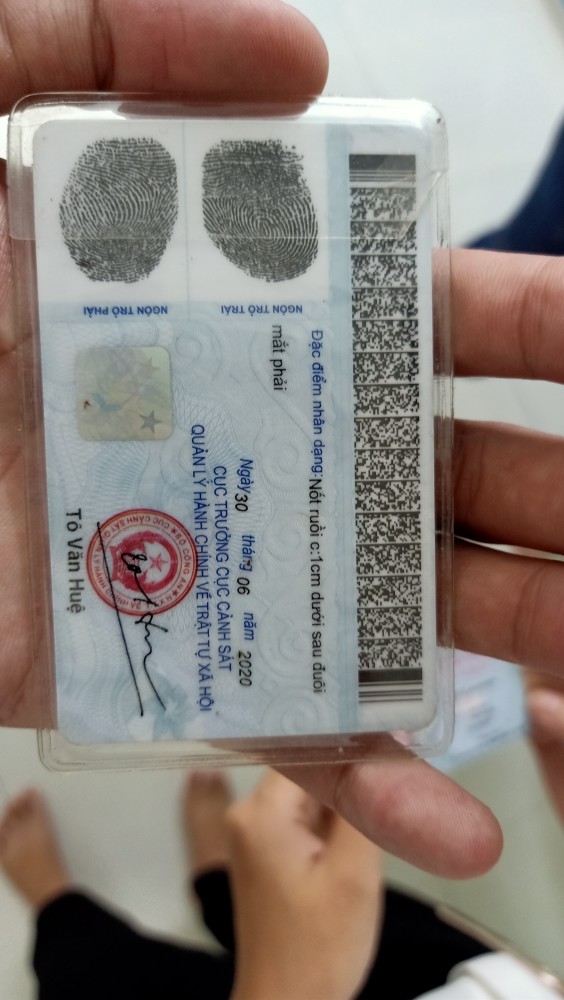 Đặc điểm nhân dạng: Nốt ruồi c:1cm dưới sau đuôi
mắt phải
Ngày 30 tháng 06 năm 2020
CỤC TRƯỞNG CỤC CẢNH SÁT
QUẢN LÝ HÀNH CHÍNH VỀ TRẬT TỰ XÃ HỘI
Tô Văn Huệ
NGÓN TRỎ TRÁI
NGÓN TRỎ PHẢI